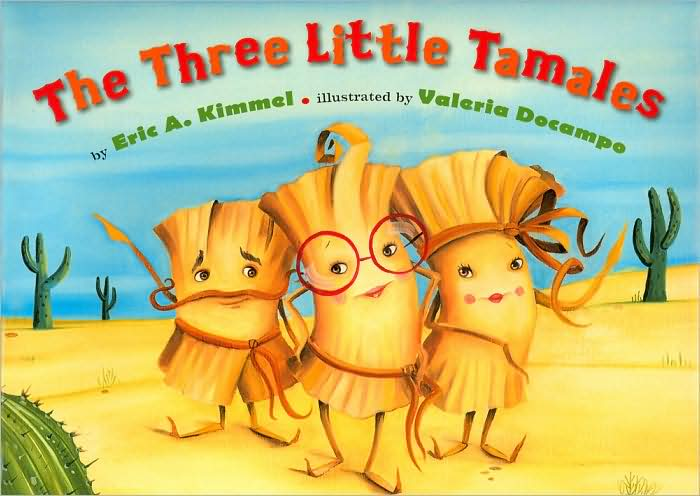 The Three Little Tamales
by Eric A. Kimmel • illustrated by Valeria Docampo